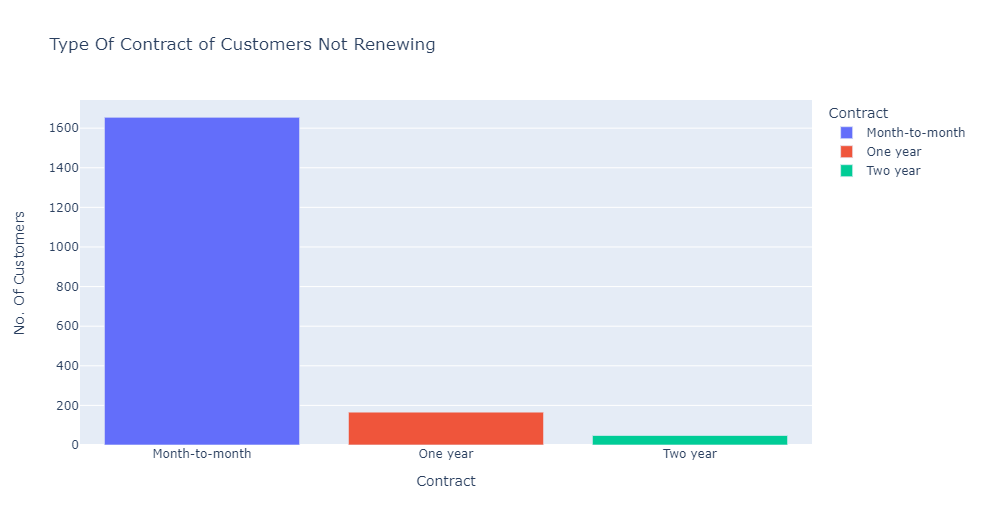 Type Of Contract of Customers Not Renewing
Contract
Month-to-month
One year
Two year
1600
1400
1200
1000
800
600
400
200
0
No. Of Customers
Month-to-month
One year
Two year
Contract